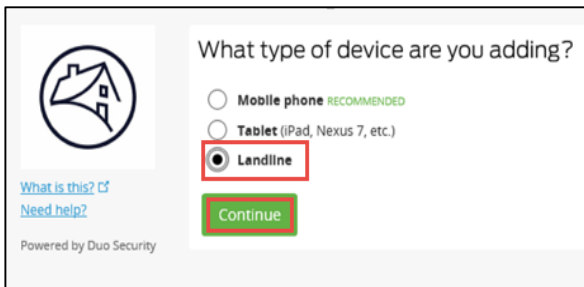 What type of device are you adding?
Mobile phone RECOMMENDED
Tablet (iPad, Nexus 7, etc.)
Landline
Continue
What is this?
Need help?
Powered by Duo Security